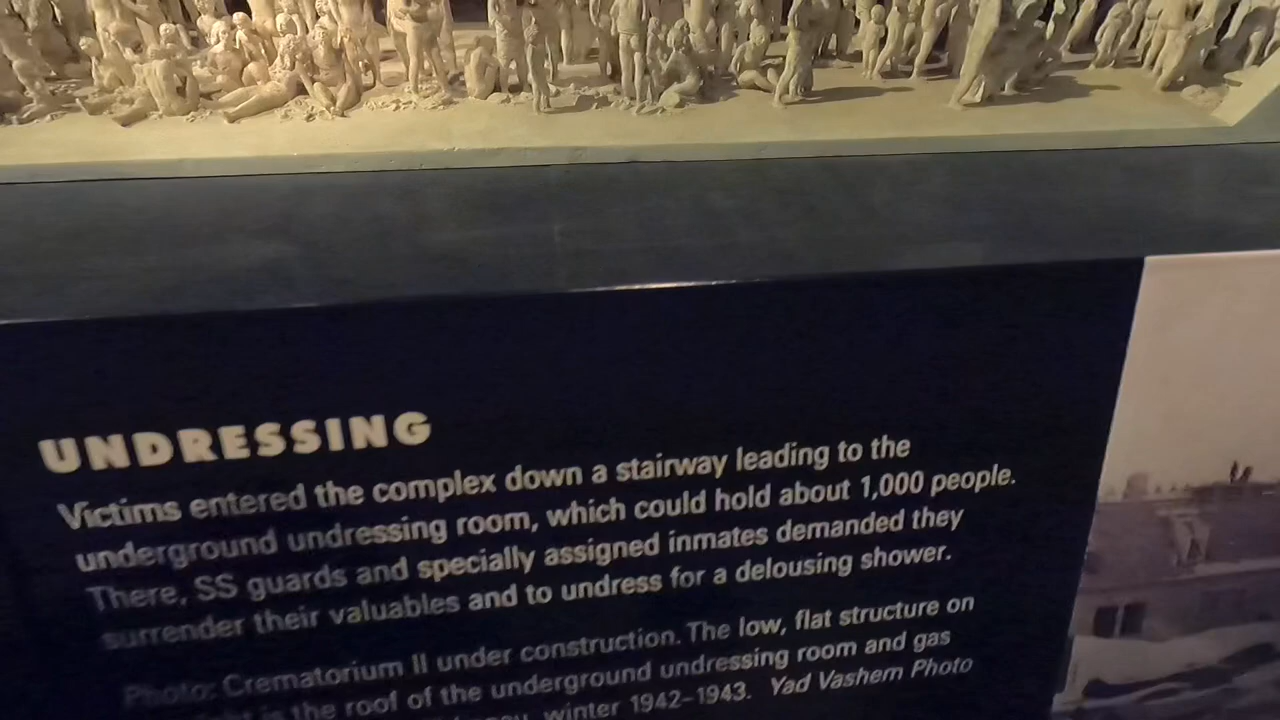 UNDRESSING
Victims entered the complex down a stairway leading to the
underground undressing room, which could hold about 1,000 people.
There, SS guards and specially assigned inmates demanded they
surrender their valuables and to undress for a delousing shower.
Photo: Crematorium II under construction. The low, flat structure on
is the roof of the underground undressing room and gas
winter 1942–1943. Yad Vashem Photo